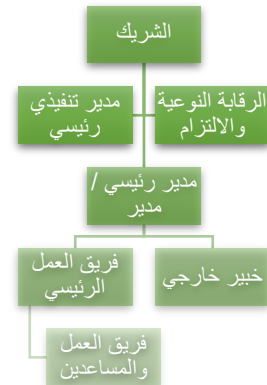 الشريك
الرقابة النوعية
والالتزام
مدير تنفيذي
رئيسي
مدير رئيسي /
مدير
خبير خارجي
فريق العمل
الرئيسي
فريق العمل
والمساعدين